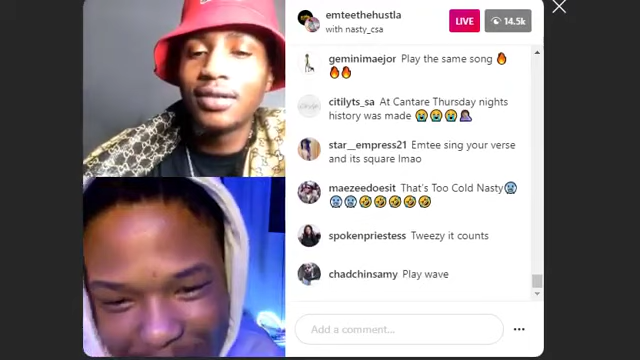 emteethehustla
with nasty_csa
LIVE
14.5k
geminimaejor Play the same song 🔥
🔥🔥
citilyts_sa At Cantare Thursday nights
history was made 😭😭😭🤦🏾‍♀️
star__empress21 Emtee sing your verse
and its square lmao
maezeedoesit That's Too Cold Nasty🥶
🥶🥶🤣🤣🤣🤣🤣
spokenpriestess Tweezy it counts
chadchinsamy Play wave
Add a comment...